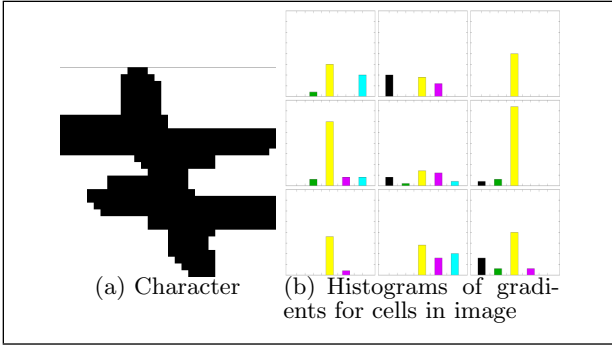 (a) Character
(b) Histograms of gradi-
ents for cells in image